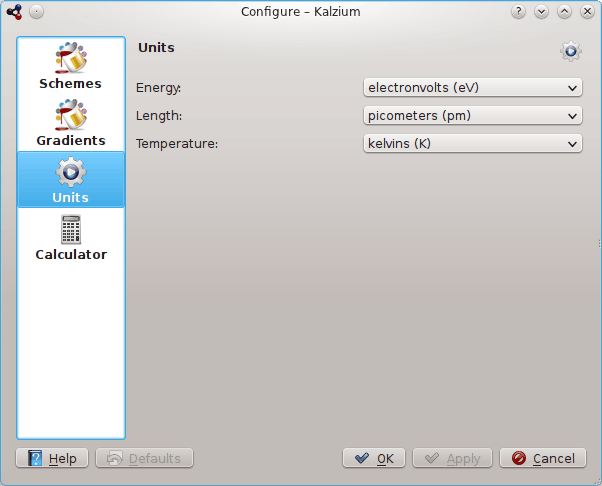 Configure – Kalzium
Schemes
Gradients
Units
Calculator
Units
Energy: electronvolts (eV)
Length: picometers (pm)
Temperature: kelvins (K)
Help Defaults OK Apply Cancel